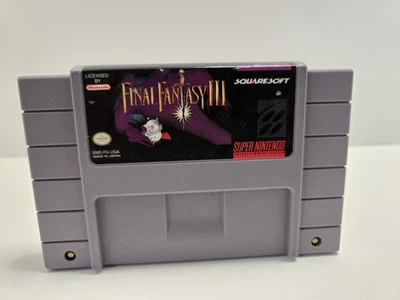 LICENSED BY
Nintendo
SQUARESOFT
FINAL FANTASY III
SNS-F6-USA
MADE IN JAPAN
SUPER NINTENDO